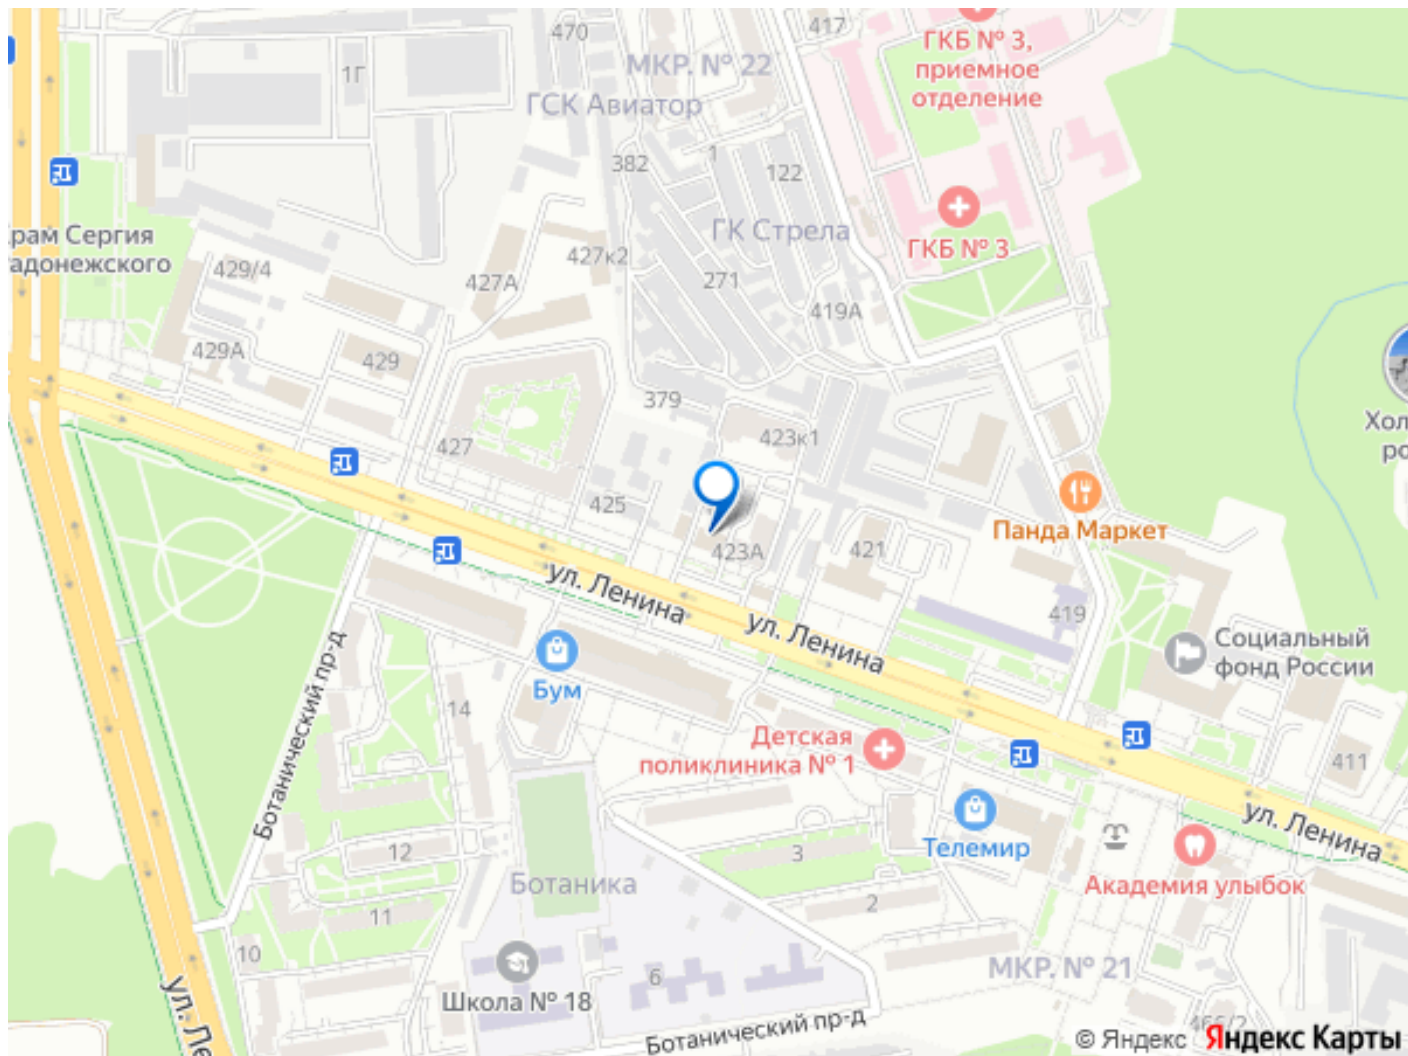 470
417
ГКБ № 3,
приемное
отделение
МКР. № 22
1Г
ГСК Авиатор
382
1
122
ГКБ № 3
ГК Стрела
рам Сергия
адонежского
429/4
427А
427к2
271
419А
429А
429
379
427
423к1
425
423А
421
Панда Маркет
419
ул. Ленина
ул. Ленина
Социальный
фонд России
Бум
14
Ботанический пр-д
Детская
поликлиника № 1
411
ул. Ленина
Телемир
Академия улыбок
12
3
Ботаника
11
2
10
6
МКР. № 21
Школа № 18
Ботанический пр-д
466/2
© Яндекс Яндекс Карты